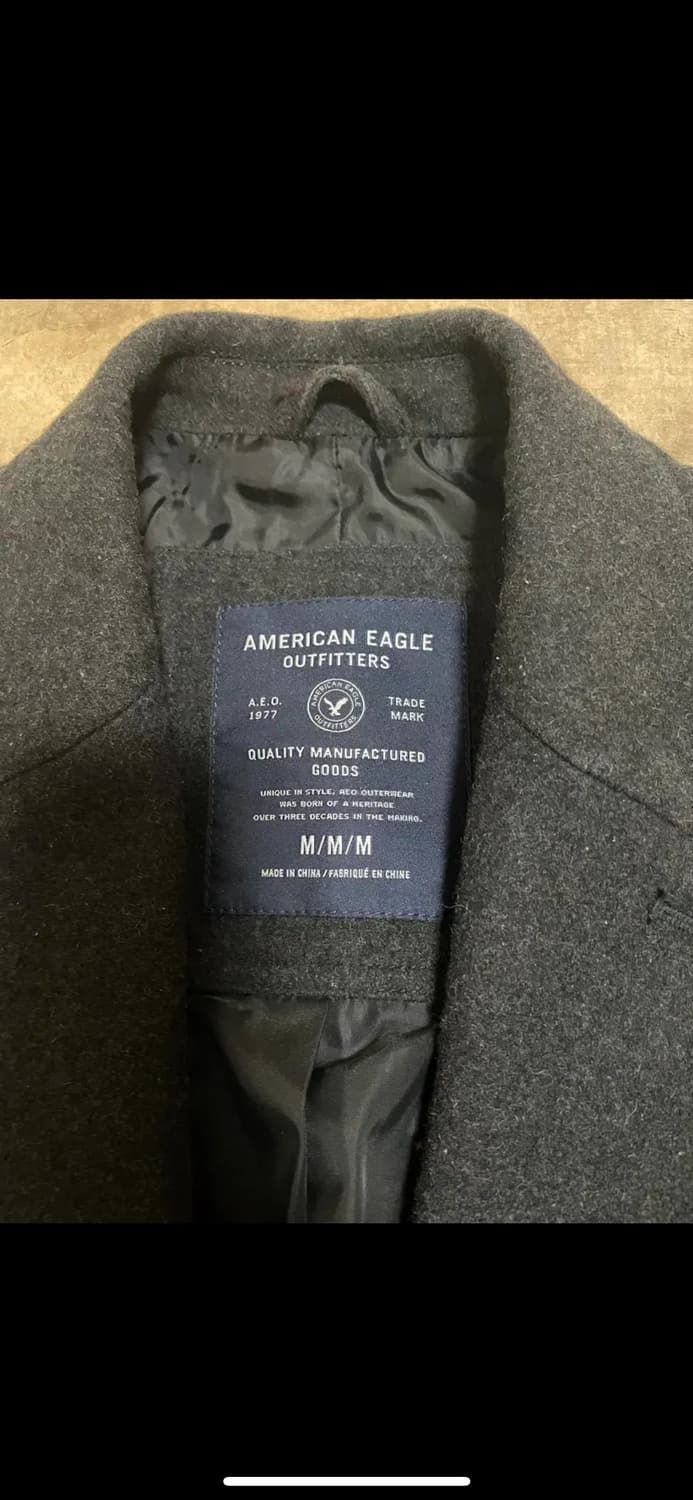 AMERICAN EAGLE
OUTFITTERS
A.E.O.
1977
AMERICAN EAGLE
OUTFITTERS
TRADE
MARK
QUALITY MANUFACTURED
GOODS
UNIQUE IN STYLE, AEO OUTERWEAR
WAS BORN OF A HERITAGE
OVER THREE DECADES IN THE MAKING.
M/M/M
MADE IN CHINA / FABRIQUÉ EN CHINE